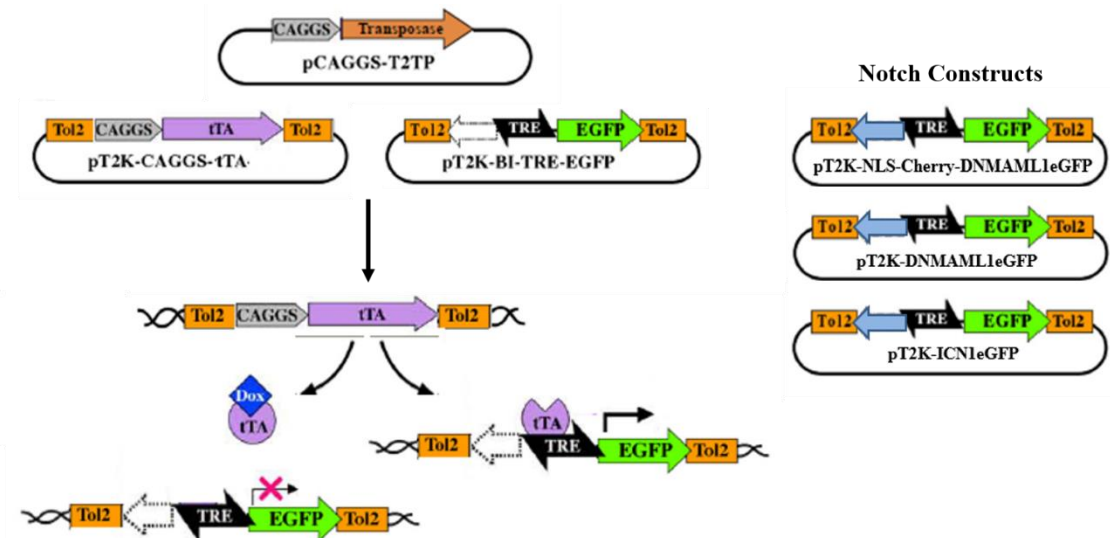 CAGGS Transposase
pCAGGS-T2TP
Notch Constructs
Tol2 CAGGS tTA Tol2
pT2K-CAGGS-tTA.
Tol2 TRE EGFP Tol2
pT2K-BI-TRE-EGFP
Tol2 TRE EGFP Tol2
pT2K-NLS-Cherry-DNMAML1eGFP
Tol2 TRE EGFP Tol2
pT2K-DNMAML1eGFP
Tol2 TRE EGFP Tol2
pT2K-ICN1eGFP
Tol2 CAGGS tTA Tol2
Dox
tTA
tTA
Tol2 TRE EGFP Tol2
Tol2 TRE EGFP Tol2